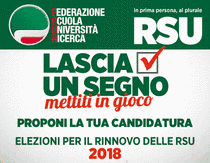 FEDERAZIONE
SCUOLA
UNIVERSITÀ
RICERCA
in prima persona, al plurale
RSU
LASCIA
UN SEGNO
mettiti in gioco
PROPONI LA TUA CANDIDATURA
ELEZIONI PER IL RINNOVO DELLE RSU
2018